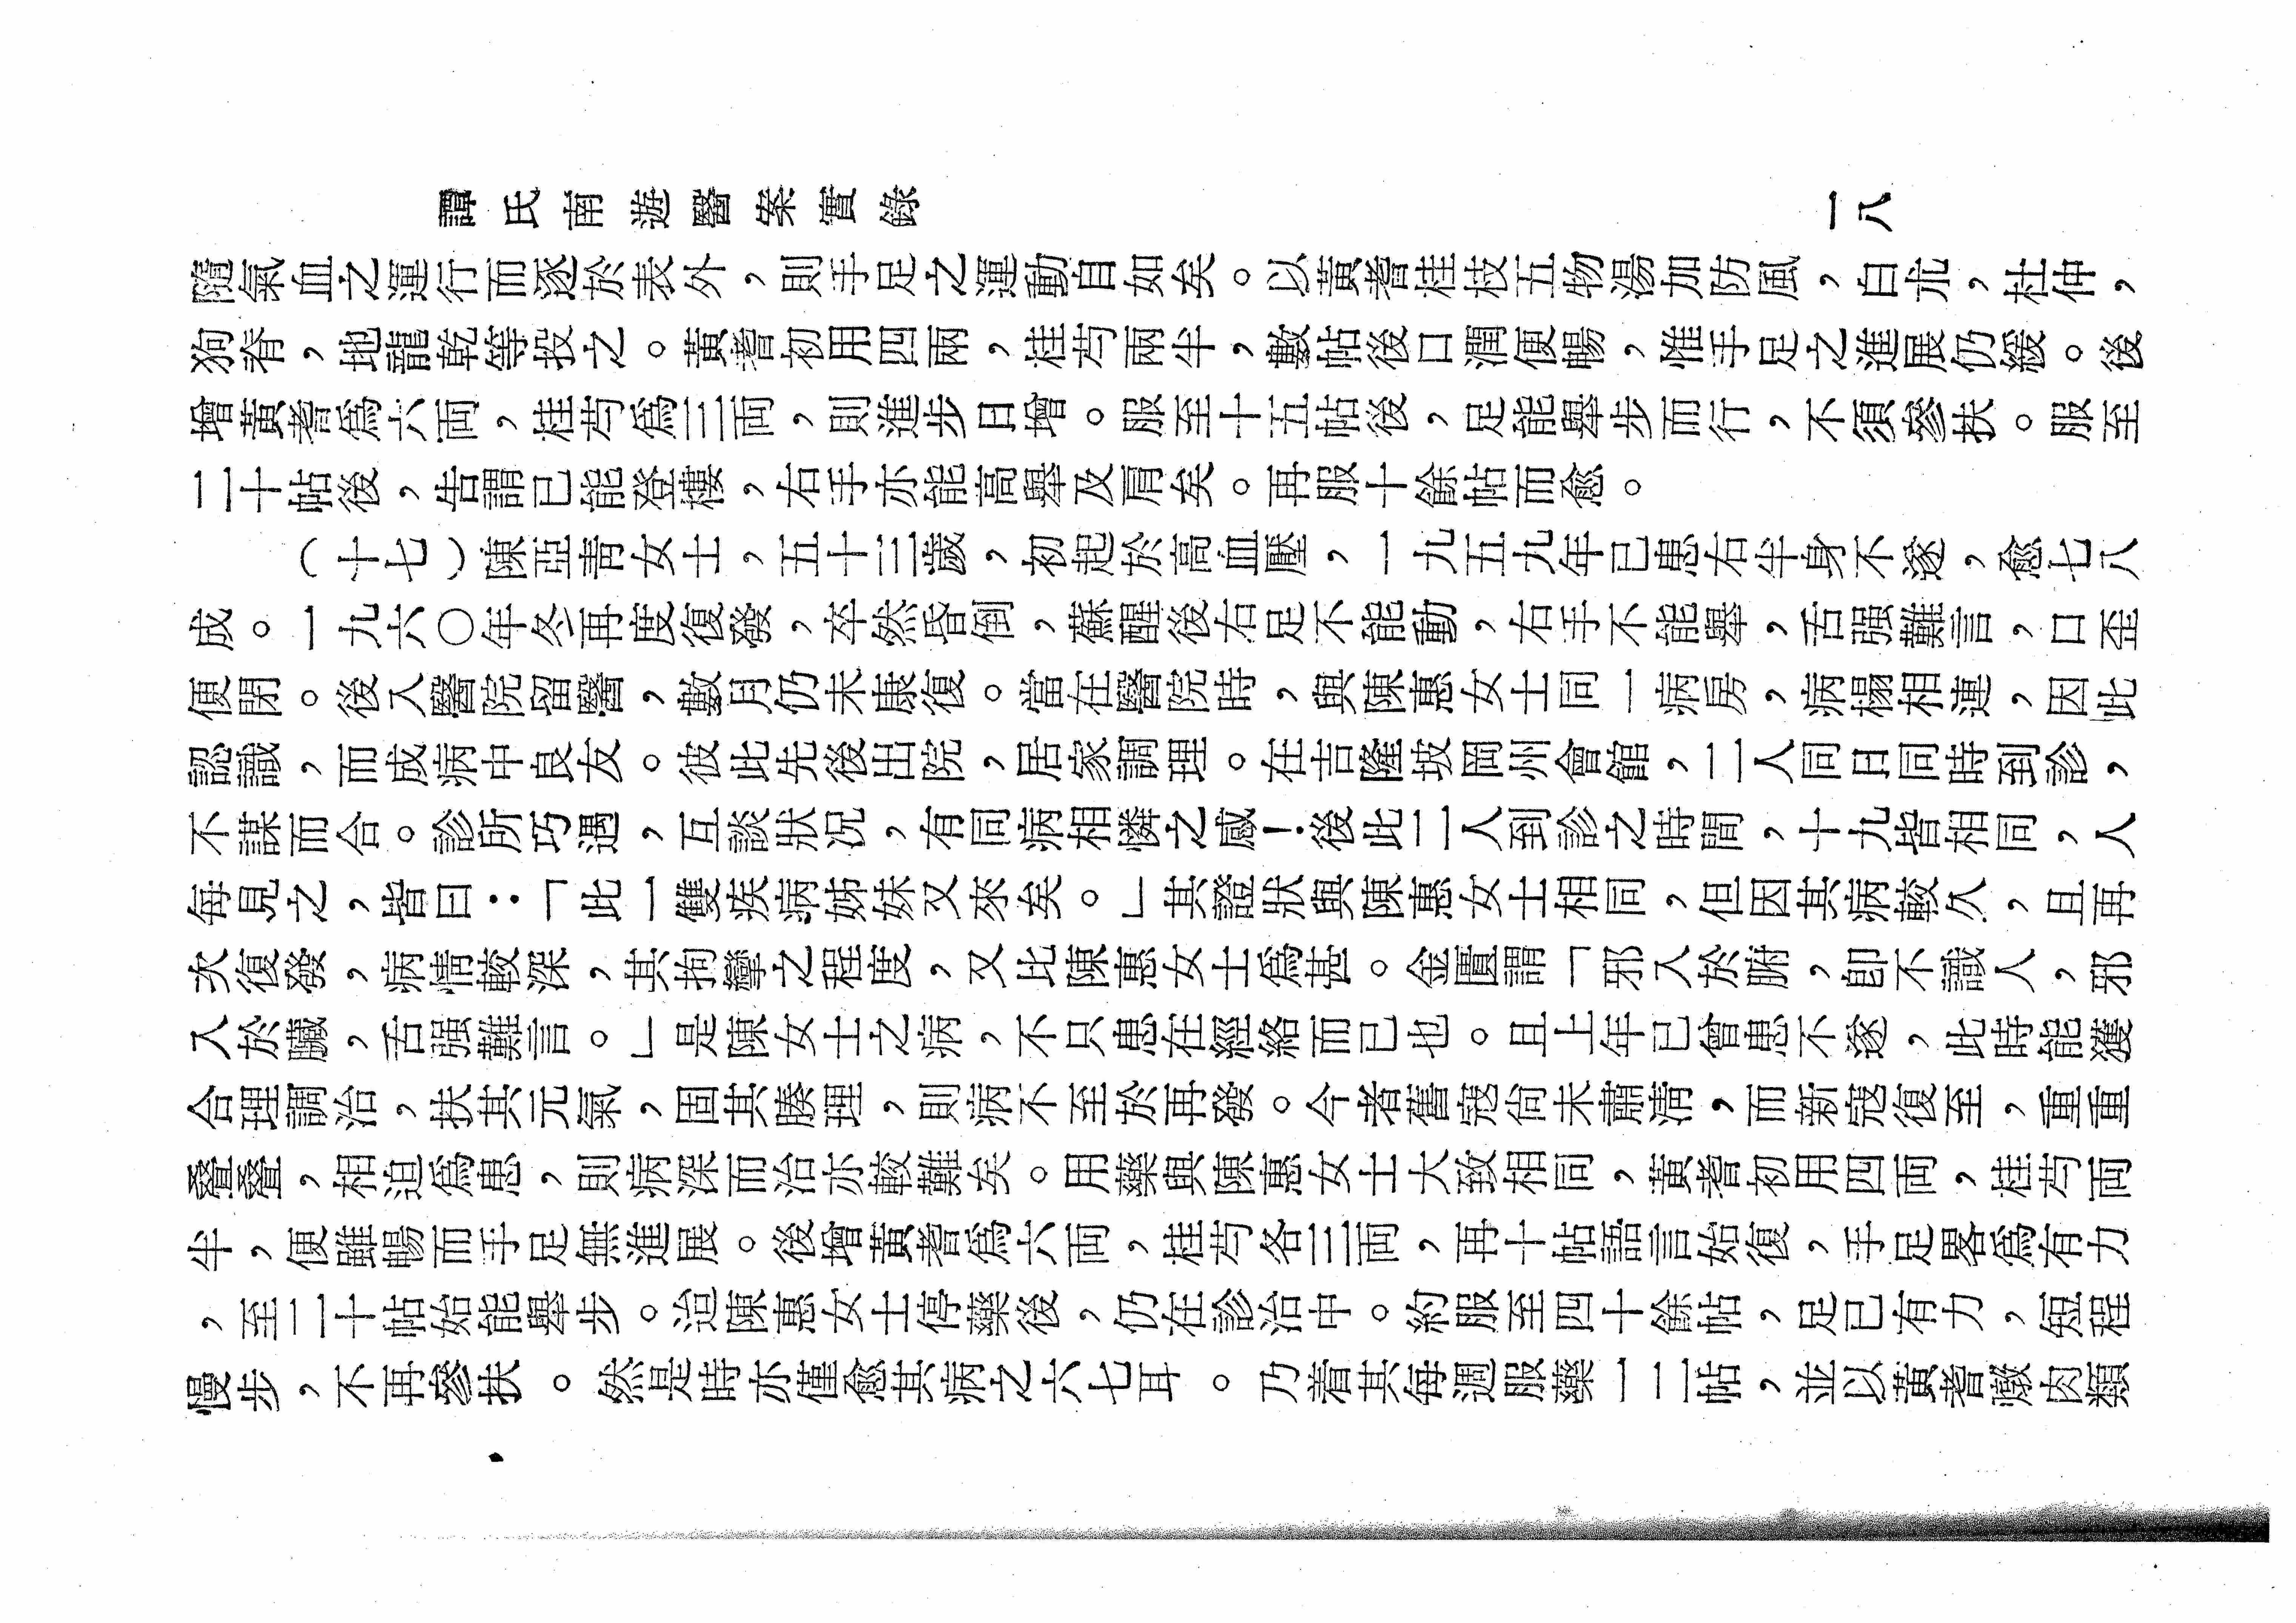 譚氏南遊醫案實錄
一八
隨氣血之運行而逐於表外，則手足之運動自如矣。以黃耆桂枝五物湯加防風，白朮，杜仲，
狗脊，地龍乾等投之。黃耆初用四兩，桂芍兩半，數帖後口潤便暢，惟手足之進展仍緩。後
增黃耆爲六両，桂芍爲三両，則進步日增。服至十五帖後，足能舉步而行，不須參扶。服至
二十帖後，告謂已能登樓，右手亦能高舉及肩矣。再服十餘帖而愈。
（十七）陳亞靑女士，五十三歲，初起於高血壓，一九五九年已患右半身不遂，愈七八
成。一九六〇年冬再度復發，卒然昏倒，蘇醒後右足不能動，右手不能舉，舌强難言，口歪
便閉。後入醫院留醫，數月仍未康復。當在醫院時，與陳惠女士同一病房，病榻相連，因此
認識，而成病中良友。彼此先後出院，居家調理。在吉隆坡岡州會館，二人同日同時到診，
不謀而合。診所巧遇，互談狀況，有同病相憐之感！後此二人到診之時間，十九皆相同，人
每見之，皆曰：「此一雙疾病姊妹又來矣。」其證狀與陳惠女士相同，但因其病較久，且再
次復發，病情較深，其拘攣之程度，又比陳惠女士爲甚。金匱謂「邪入於腑，卽不識人，邪
入於臟，舌强難言。」是陳女士之病，不只患在經絡而已也。且上年已曾患不遂，此時能獲
合理調治，扶其元氣，固其腠理，則病不至於再發。今者舊寇尙未肅淸，而新寇復至，重重
疊疊，相迫爲患，則病深而治亦較難矣。用藥與陳惠女士大致相同，黃耆初用四両，桂芍両
半，便雖暢而手足無進展。後增黃耆爲六両，桂芍各三両，再十帖語言始復，手足畧爲有力
，至二十帖始能舉步。迨陳惠女士停藥後，仍在診治中。約服至四十餘帖，足已有力，短程
慢步，不再參扶。然是時亦僅愈其病之六七耳。乃着其每週服藥一二帖，並以黃耆燉肉類